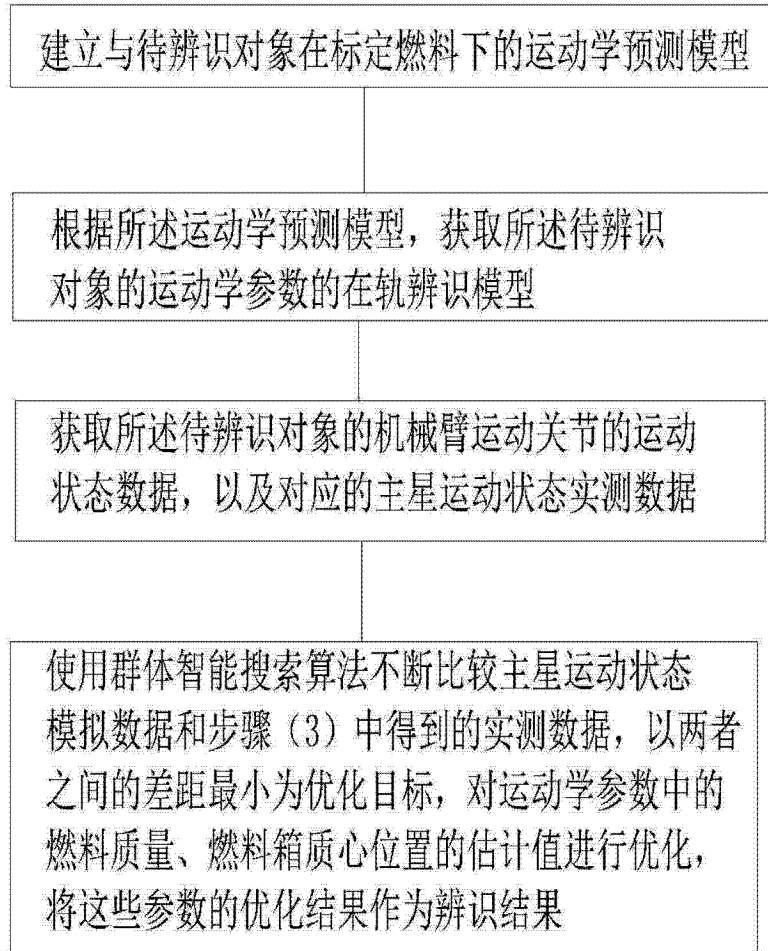 建立与待辨识对象在标定燃料下的运动学预测模型
根据所述运动学预测模型，获取所述待辨识
对象的运动学参数的在轨辨识模型
获取所述待辨识对象的机械臂运动关节的运动
状态数据，以及对应的主星运动状态实测数据
使用群体智能搜索算法不断比较主星运动状态
模拟数据和步骤（3）中得到的实测数据，以两者
之间的差距最小为优化目标，对运动学参数中的
燃料质量、燃料箱质心位置的估计值进行优化，
将这些参数的优化结果作为辨识结果